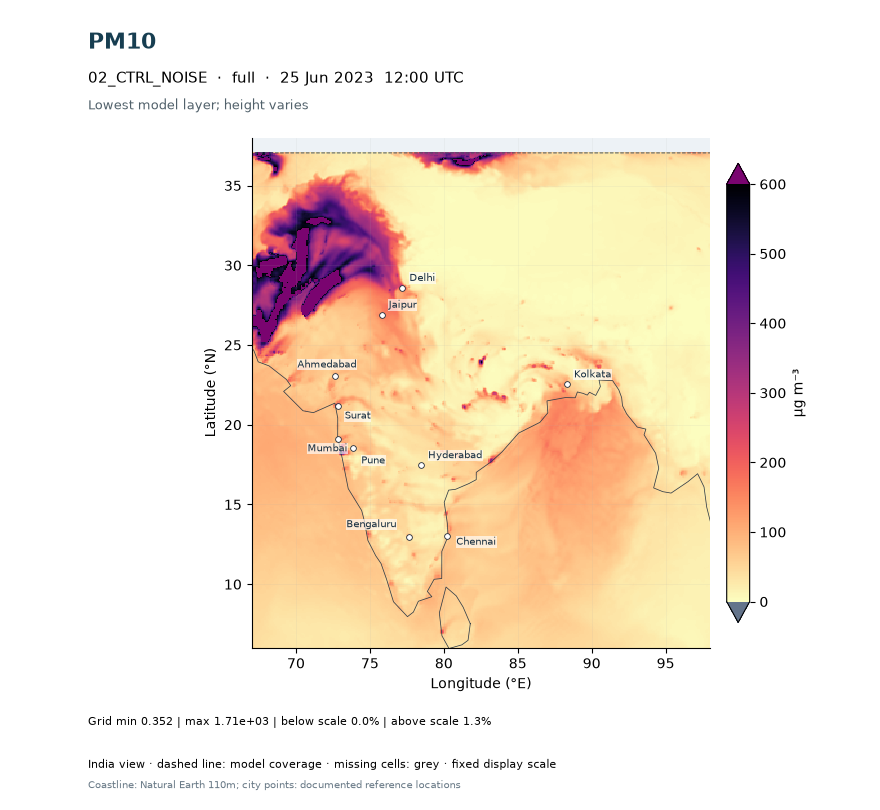 PM10
02_CTRL_NOISE · full · 25 Jun 2023 12:00 UTC
Lowest model layer; height varies
35
30
25
20
15
10
Latitude (°N)
70
75
80
85
90
95
Longitude (°E)
Delhi
Jaipur
Ahmedabad
Kolkata
Surat
Mumbai
Pune
Hyderabad
Bengaluru
Chennai
600
500
400
300
200
100
0
µg m⁻³
Grid min 0.352 | max 1.71e+03 | below scale 0.0% | above scale 1.3%
India view · dashed line: model coverage · missing cells: grey · fixed display scale
Coastline: Natural Earth 110m; city points: documented reference locations